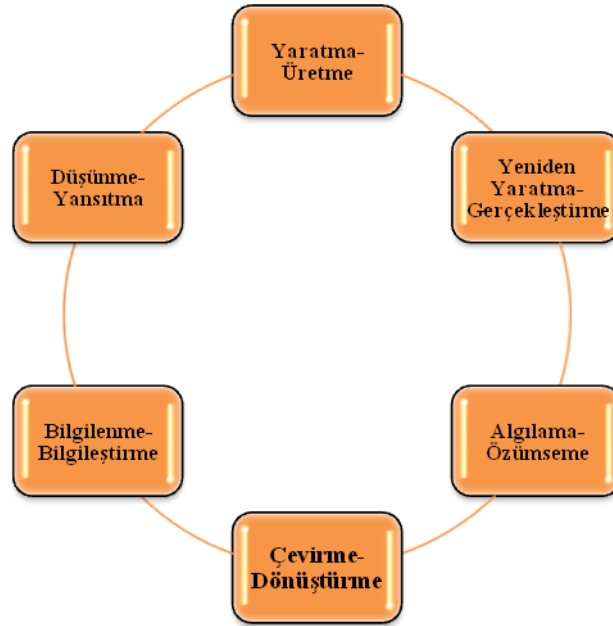 Yaratma-
Üretme
Yeniden
Yaratma-
Gerçekleştirme
Algılama-
Özümseme
Çevirme-
Dönüştürme
Bilgilenme-
Bilgileştirme
Düşünme-
Yansıtma